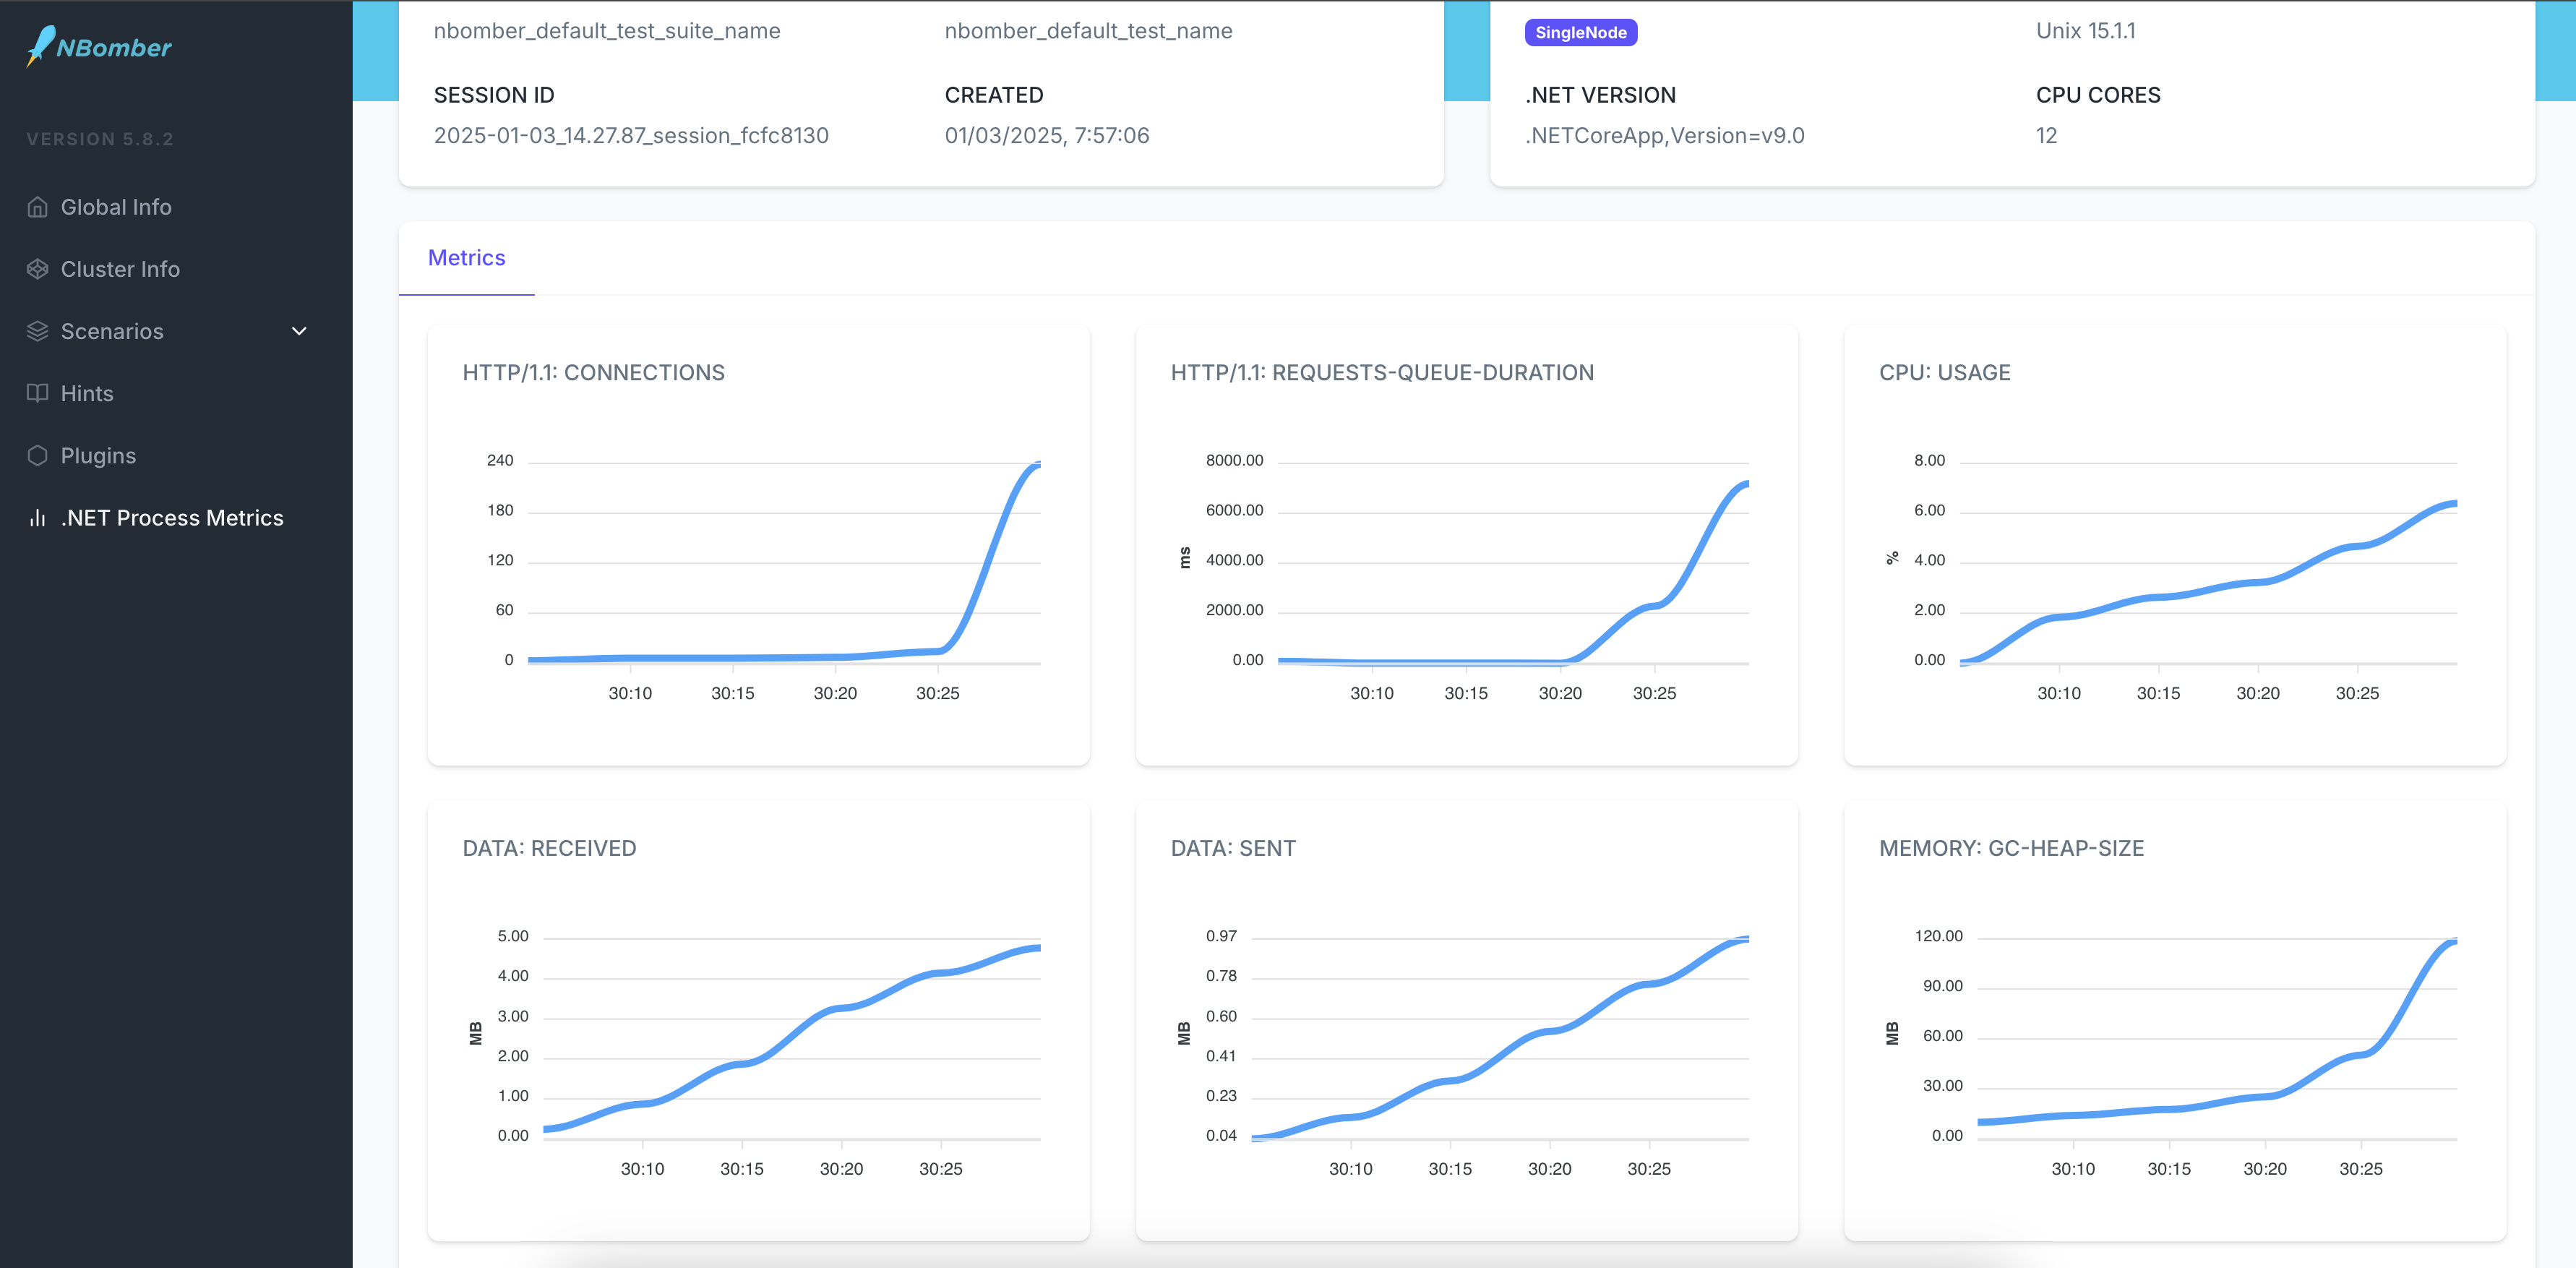 NBomber
VERSION 5.8.2
Global Info
Cluster Info
Scenarios
Hints
Plugins
.NET Process Metrics
nbomber_default_test_suite_name
nbomber_default_test_name
SESSION ID
CREATED
2025-01-03_14.27.87_session_fcfc8130
01/03/2025, 7:57:06
SingleNode
Unix 15.1.1
.NET VERSION
CPU CORES
.NETCoreApp,Version=v9.0
12
Metrics
HTTP/1.1: CONNECTIONS
240
180
120
60
0
30:10 30:15 30:20 30:25
HTTP/1.1: REQUESTS-QUEUE-DURATION
ms
8000.00
6000.00
4000.00
2000.00
0.00
30:10 30:15 30:20 30:25
CPU: USAGE
%
8.00
6.00
4.00
2.00
0.00
30:10 30:15 30:20 30:25
DATA: RECEIVED
MB
5.00
4.00
3.00
2.00
1.00
0.00
30:10 30:15 30:20 30:25
DATA: SENT
MB
0.97
0.78
0.60
0.41
0.23
0.04
30:10 30:15 30:20 30:25
MEMORY: GC-HEAP-SIZE
MB
120.00
90.00
60.00
30.00
0.00
30:10 30:15 30:20 30:25